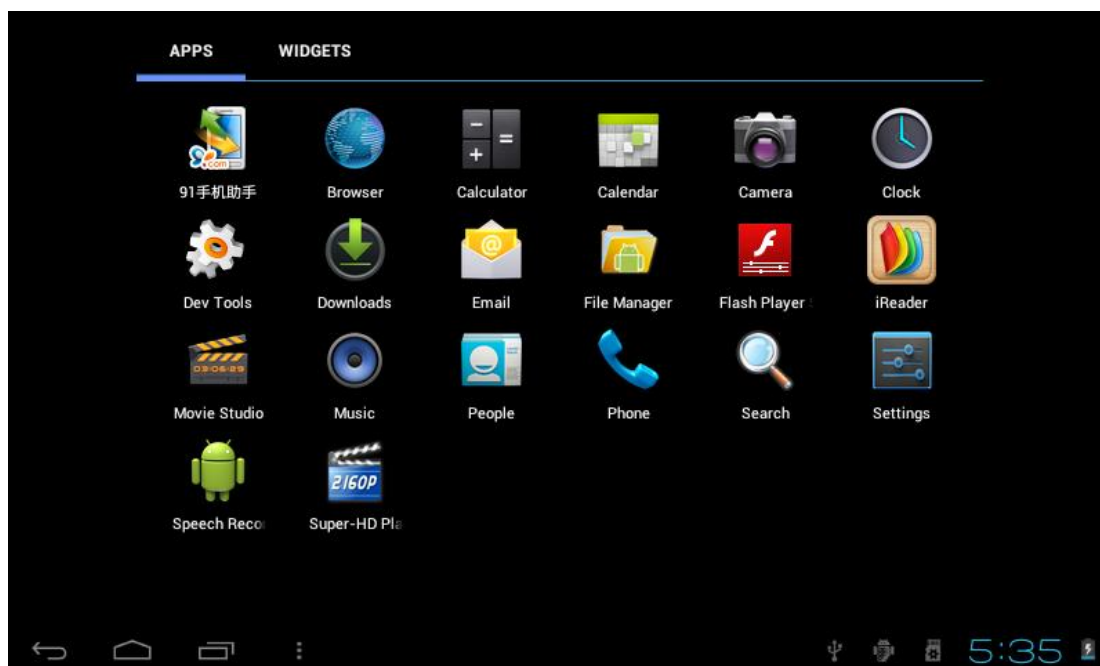 APPS WIDGETS
91手机助手 Browser Calculator Calendar Camera Clock
Dev Tools Downloads Email File Manager Flash Player iReader
03:06:29
Movie Studio Music People Phone Search Settings
2160P
Speech Reco Super-HD Pla
5:35